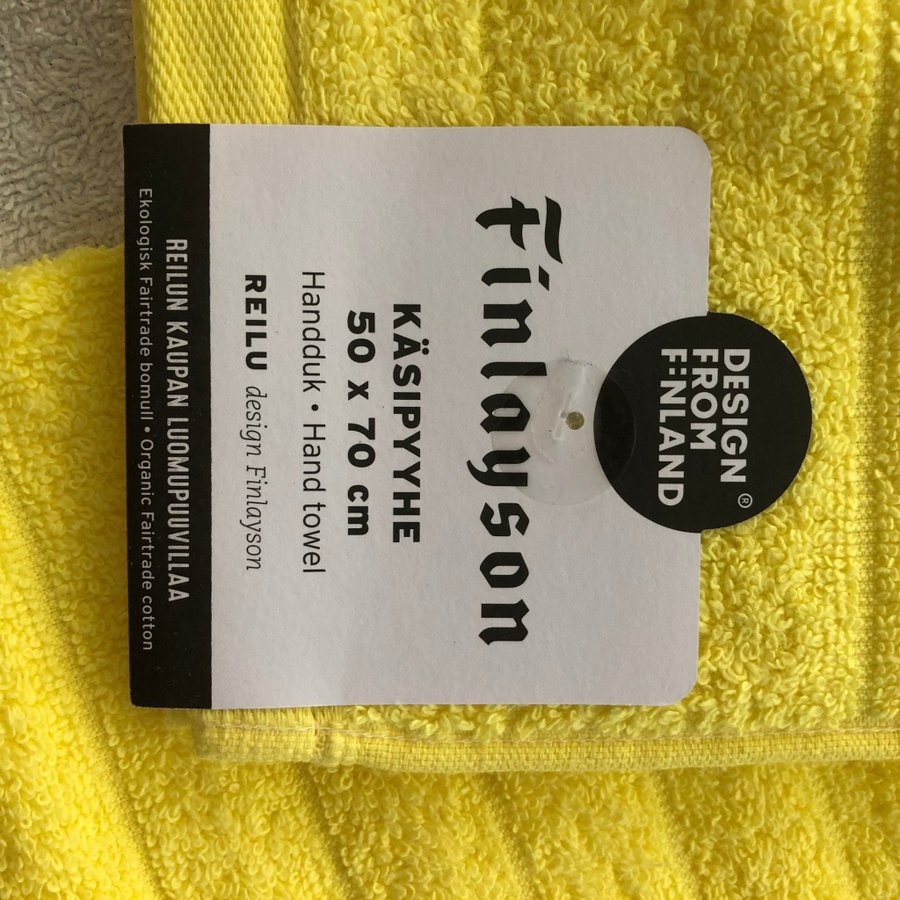 DESIGN
FROM
FINLAND®
Finlayson
KÄSIPYYHE
50 x 70 cm
Handduk • Hand towel
REILU design Finlayson
REILUN KAUPAN LUOMUPUUVILLAA
Ekologisk Fairtrade bomull • Organic Fairtrade cotton